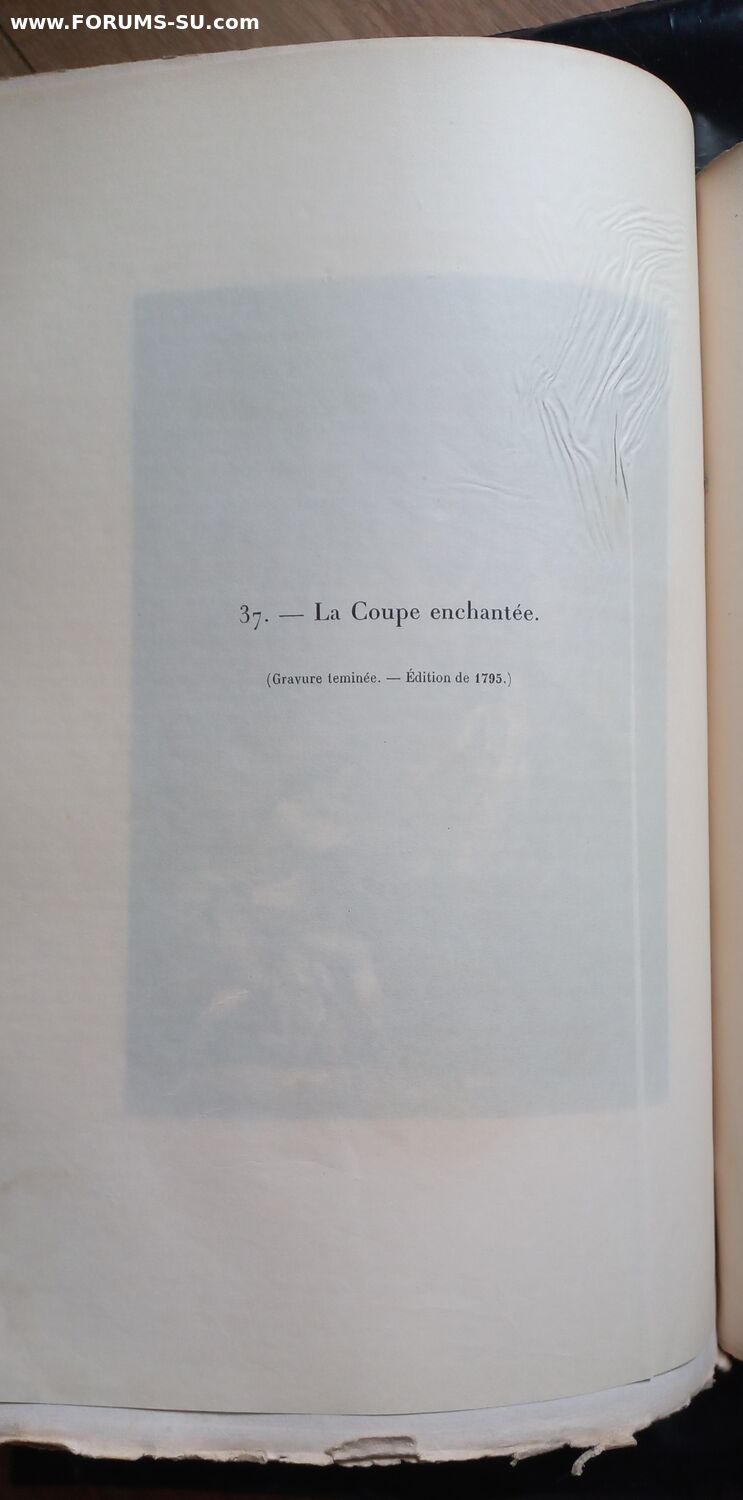 www.FORUMS-SU.com
37. — La Coupe enchantée.
(Gravure teminée. — Édition de 1795.)